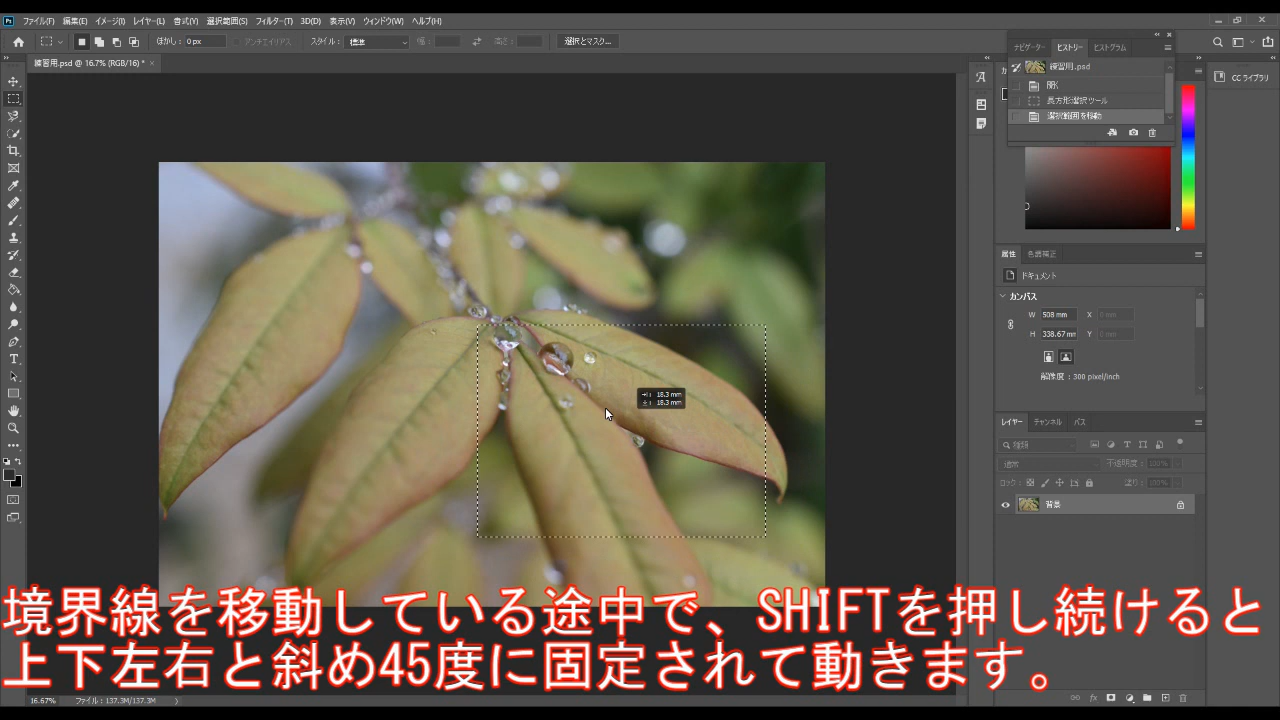 Ps ファイル(F) 編集(E) イメージ(I) レイヤー(L) 書式(Y) 選択範囲(S) フィルター(T) 3D(D) 表示(V) ウィンドウ(W) ヘルプ(H)
ぼかし: 0 px アンチエイリアス スタイル: 標準 幅: 高さ: 選択とマスク...
練習用.psd @ 16.7% (RGB/16) * ×
ナビゲーター ヒストリー ヒストグラム
練習用.psd
開く
長方形選択ツール
選択範囲を移動
CC ライブラリ
属性 色調補正
ドキュメント
カンバス
W 508 mm X 0 mm
H 338.67 mm Y 0 mm
解像度: 300 pixel/inch
18.3 mm
18.3 mm
レイヤー チャンネル パス
種類
通常 不透明度: 100%
ロック: 塗り: 100%
背景
境界線を移動している途中で、SHIFTを押し続けると
上下左右と斜め45度に固定されて動きます。
16.67% ファイル: 137.3M/137.3M
fx